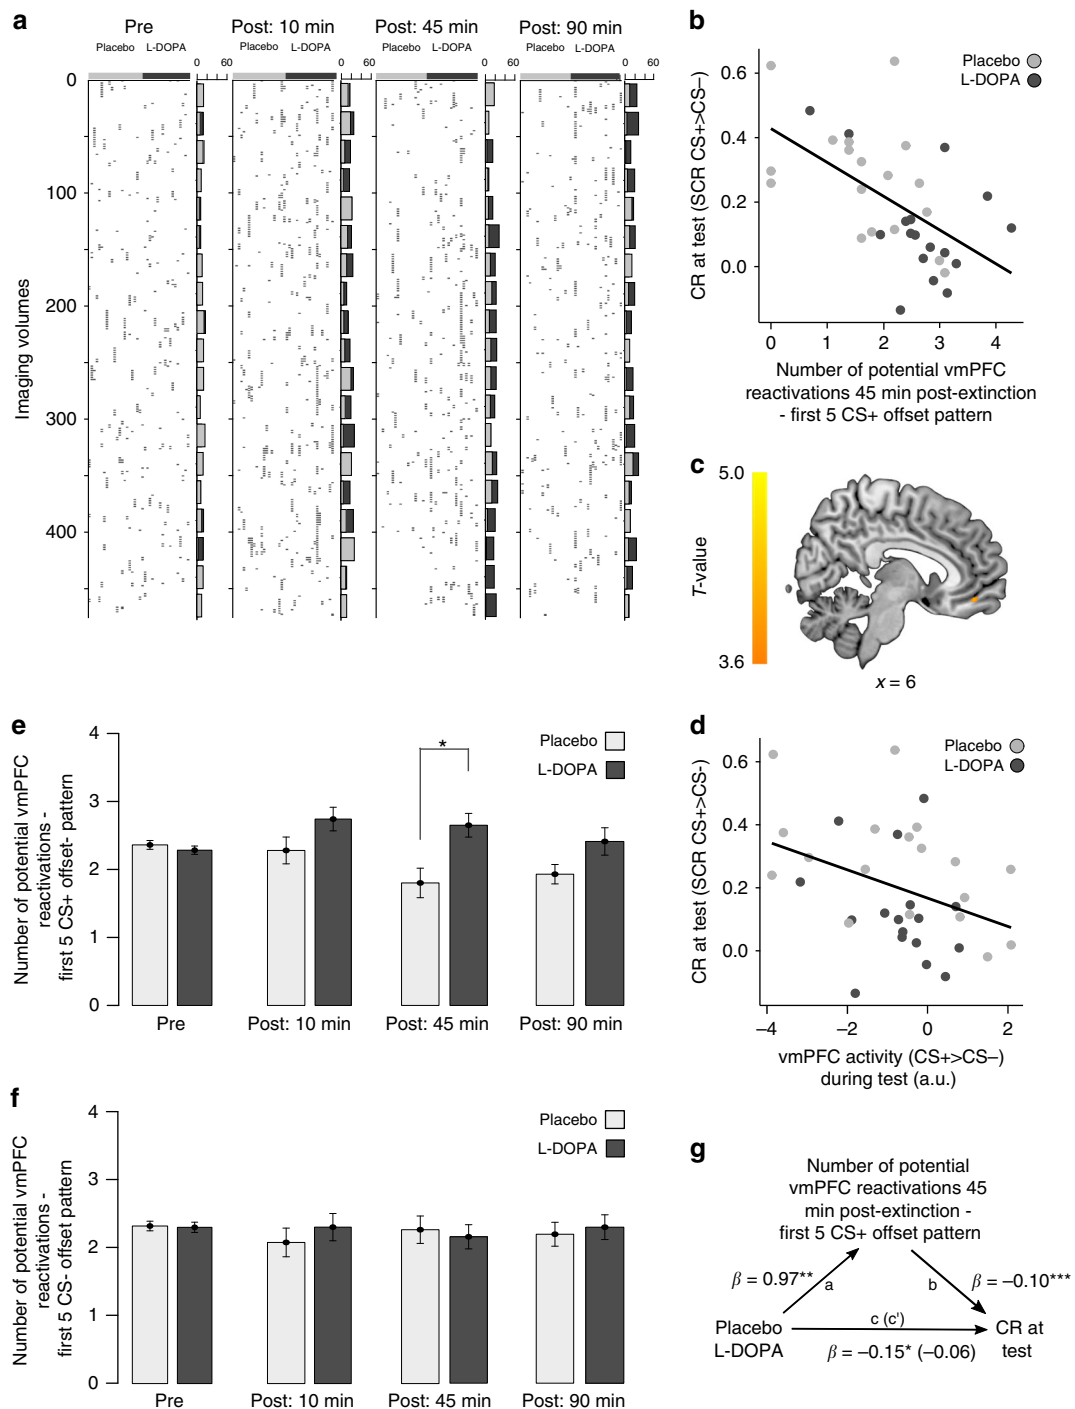 a
Pre
Post: 10 min
Post: 45 min
Post: 90 min
Placebo L-DOPA
Placebo L-DOPA
Placebo L-DOPA
Placebo L-DOPA
0 60
0 60
0 60
0 60
Imaging volumes
0
100
200
300
400
b
Placebo
L-DOPA
CR at test (SCR CS+>CS–)
0.6
0.4
0.2
0.0
0 1 2 3 4
Number of potential vmPFC
reactivations 45 min post-extinction
- first 5 CS+ offset pattern
c
5.0
T-value
3.6
x = 6
d
Placebo
L-DOPA
CR at test (SCR CS+>CS-)
0.6
0.4
0.2
0.0
–4 –2 0 2
vmPFC activity (CS+>CS–)
during test (a.u.)
e
Number of potential vmPFC
reactivations -
first 5 CS+ offset- pattern
4
3
2
1
0
*
Placebo
L-DOPA
Pre Post: 10 min Post: 45 min Post: 90 min
f
Number of potential vmPFC
reactivations -
first 5 CS- offset pattern
4
3
2
1
0
Placebo
L-DOPA
Pre Post: 10 min Post: 45 min Post: 90 min
g
Number of potential
vmPFC reactivations 45
min post-extinction -
first 5 CS+ offset pattern
β = 0.97**
a
b
β = –0.10***
c (c')
Placebo
L-DOPA
CR at
test
β = –0.15* (–0.06)